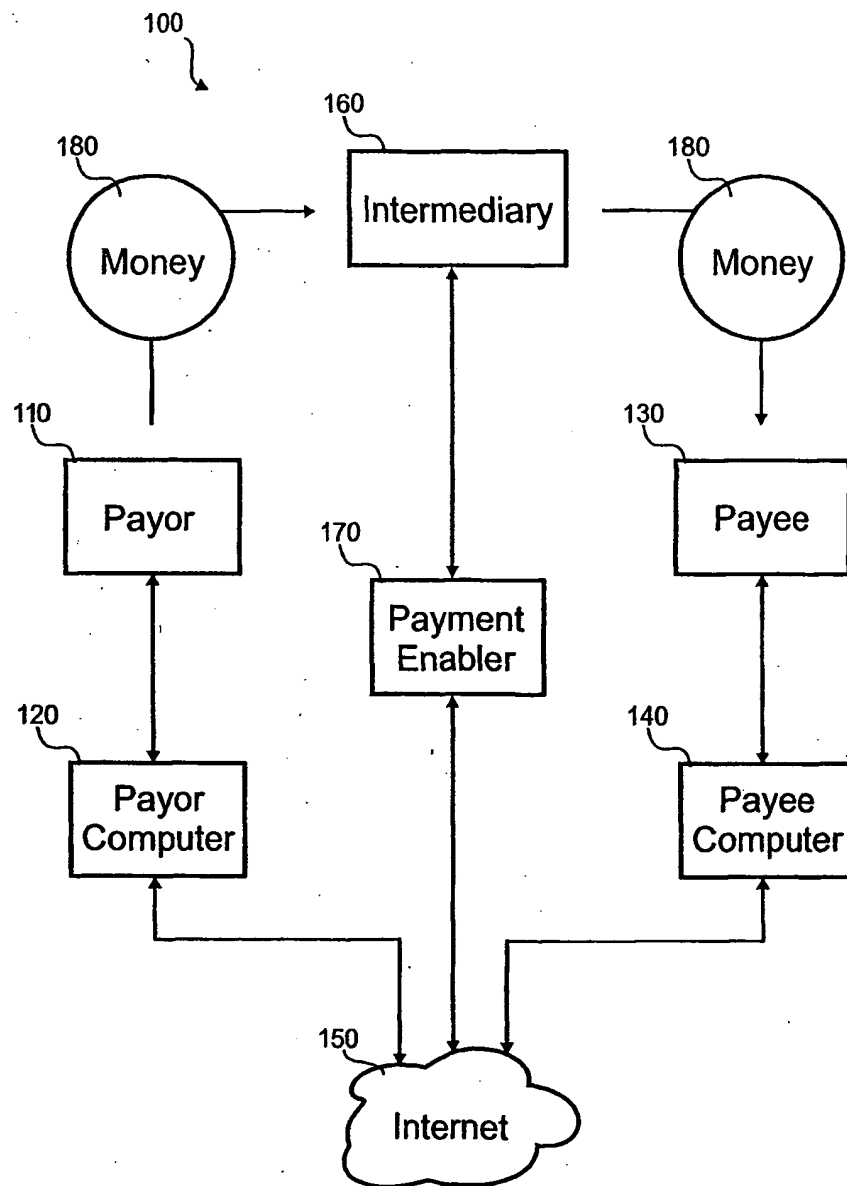 100
160
180
180
Intermediary
Money
Money
110
130
Payor
Payee
170
Payment
Enabler
120
140
Payor
Computer
Payee
Computer
150
Internet